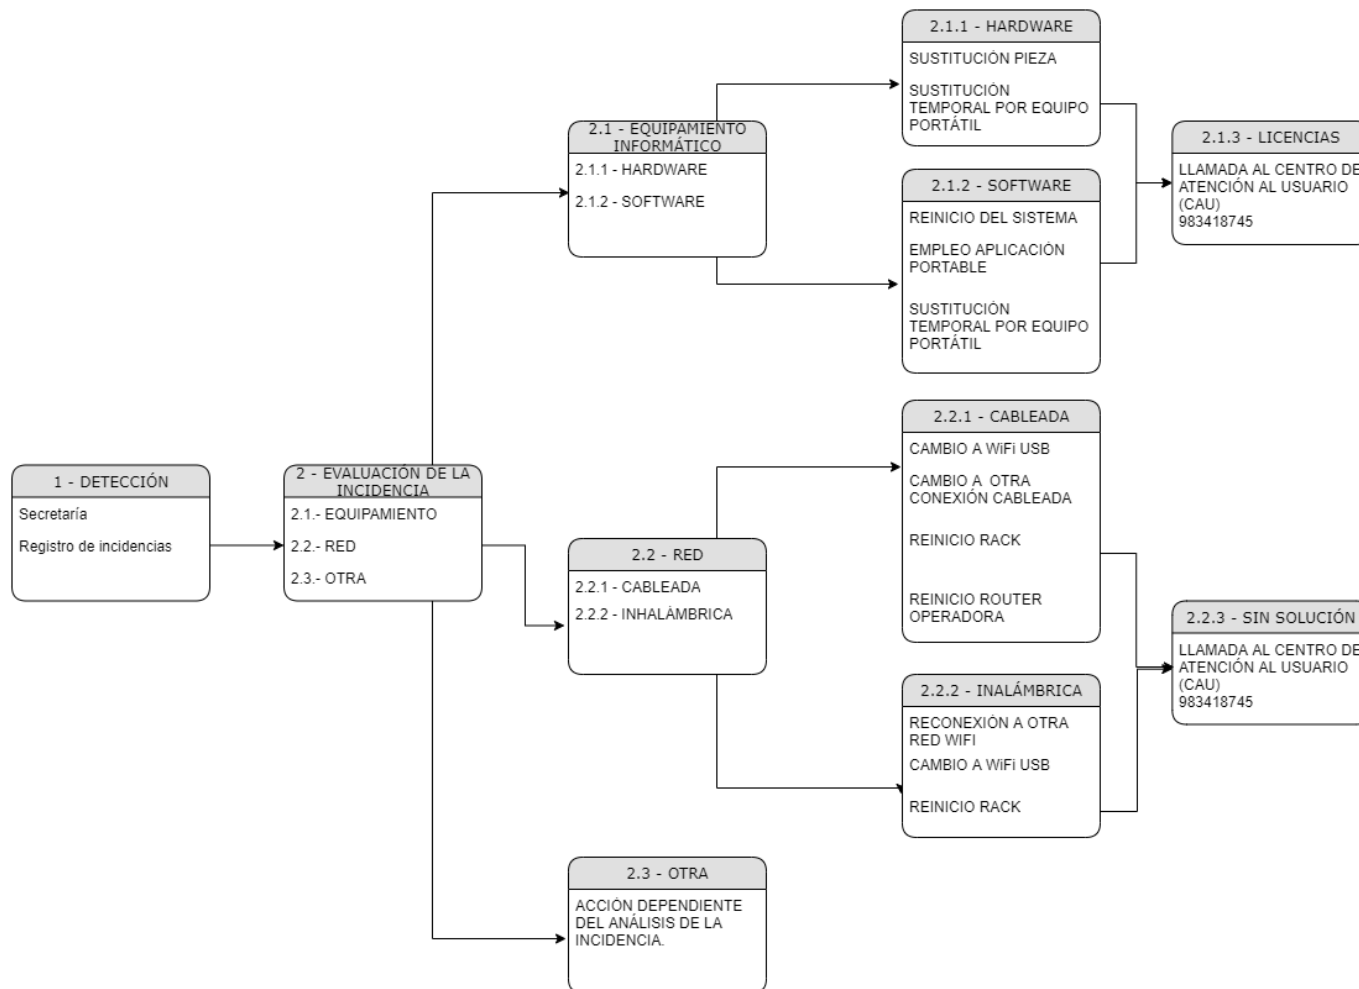 1 - DETECCIÓN
Secretaría
Registro de incidencias
2 - EVALUACIÓN DE LA
INCIDENCIA
2.1.- EQUIPAMIENTO
2.2.- RED
2.3.- OTRA
2.1 - EQUIPAMIENTO
INFORMÁTICO
2.1.1 - HARDWARE
2.1.2 - SOFTWARE
2.1.1 - HARDWARE
SUSTITUCIÓN PIEZA
SUSTITUCIÓN
TEMPORAL POR EQUIPO
PORTÁTIL
2.1.2 - SOFTWARE
REINICIO DEL SISTEMA
EMPLEO APLICACIÓN
PORTABLE
SUSTITUCIÓN
TEMPORAL POR EQUIPO
PORTÁTIL
2.1.3 - LICENCIAS
LLAMADA AL CENTRO DE
ATENCIÓN AL USUARIO
(CAU)
983418745
2.2 - RED
2.2.1 - CABLEADA
2.2.2 - INHALÁMBRICA
2.2.1 - CABLEADA
CAMBIO A WiFi USB
CAMBIO A OTRA
CONEXIÓN CABLEADA
REINICIO RACK
REINICIO ROUTER
OPERADORA
2.2.2 - INALÁMBRICA
RECONEXIÓN A OTRA
RED WIFI
CAMBIO A WiFi USB
REINICIO RACK
2.2.3 - SIN SOLUCIÓN
LLAMADA AL CENTRO DE
ATENCIÓN AL USUARIO
(CAU)
983418745
2.3 - OTRA
ACCIÓN DEPENDIENTE
DEL ANÁLISIS DE LA
INCIDENCIA.